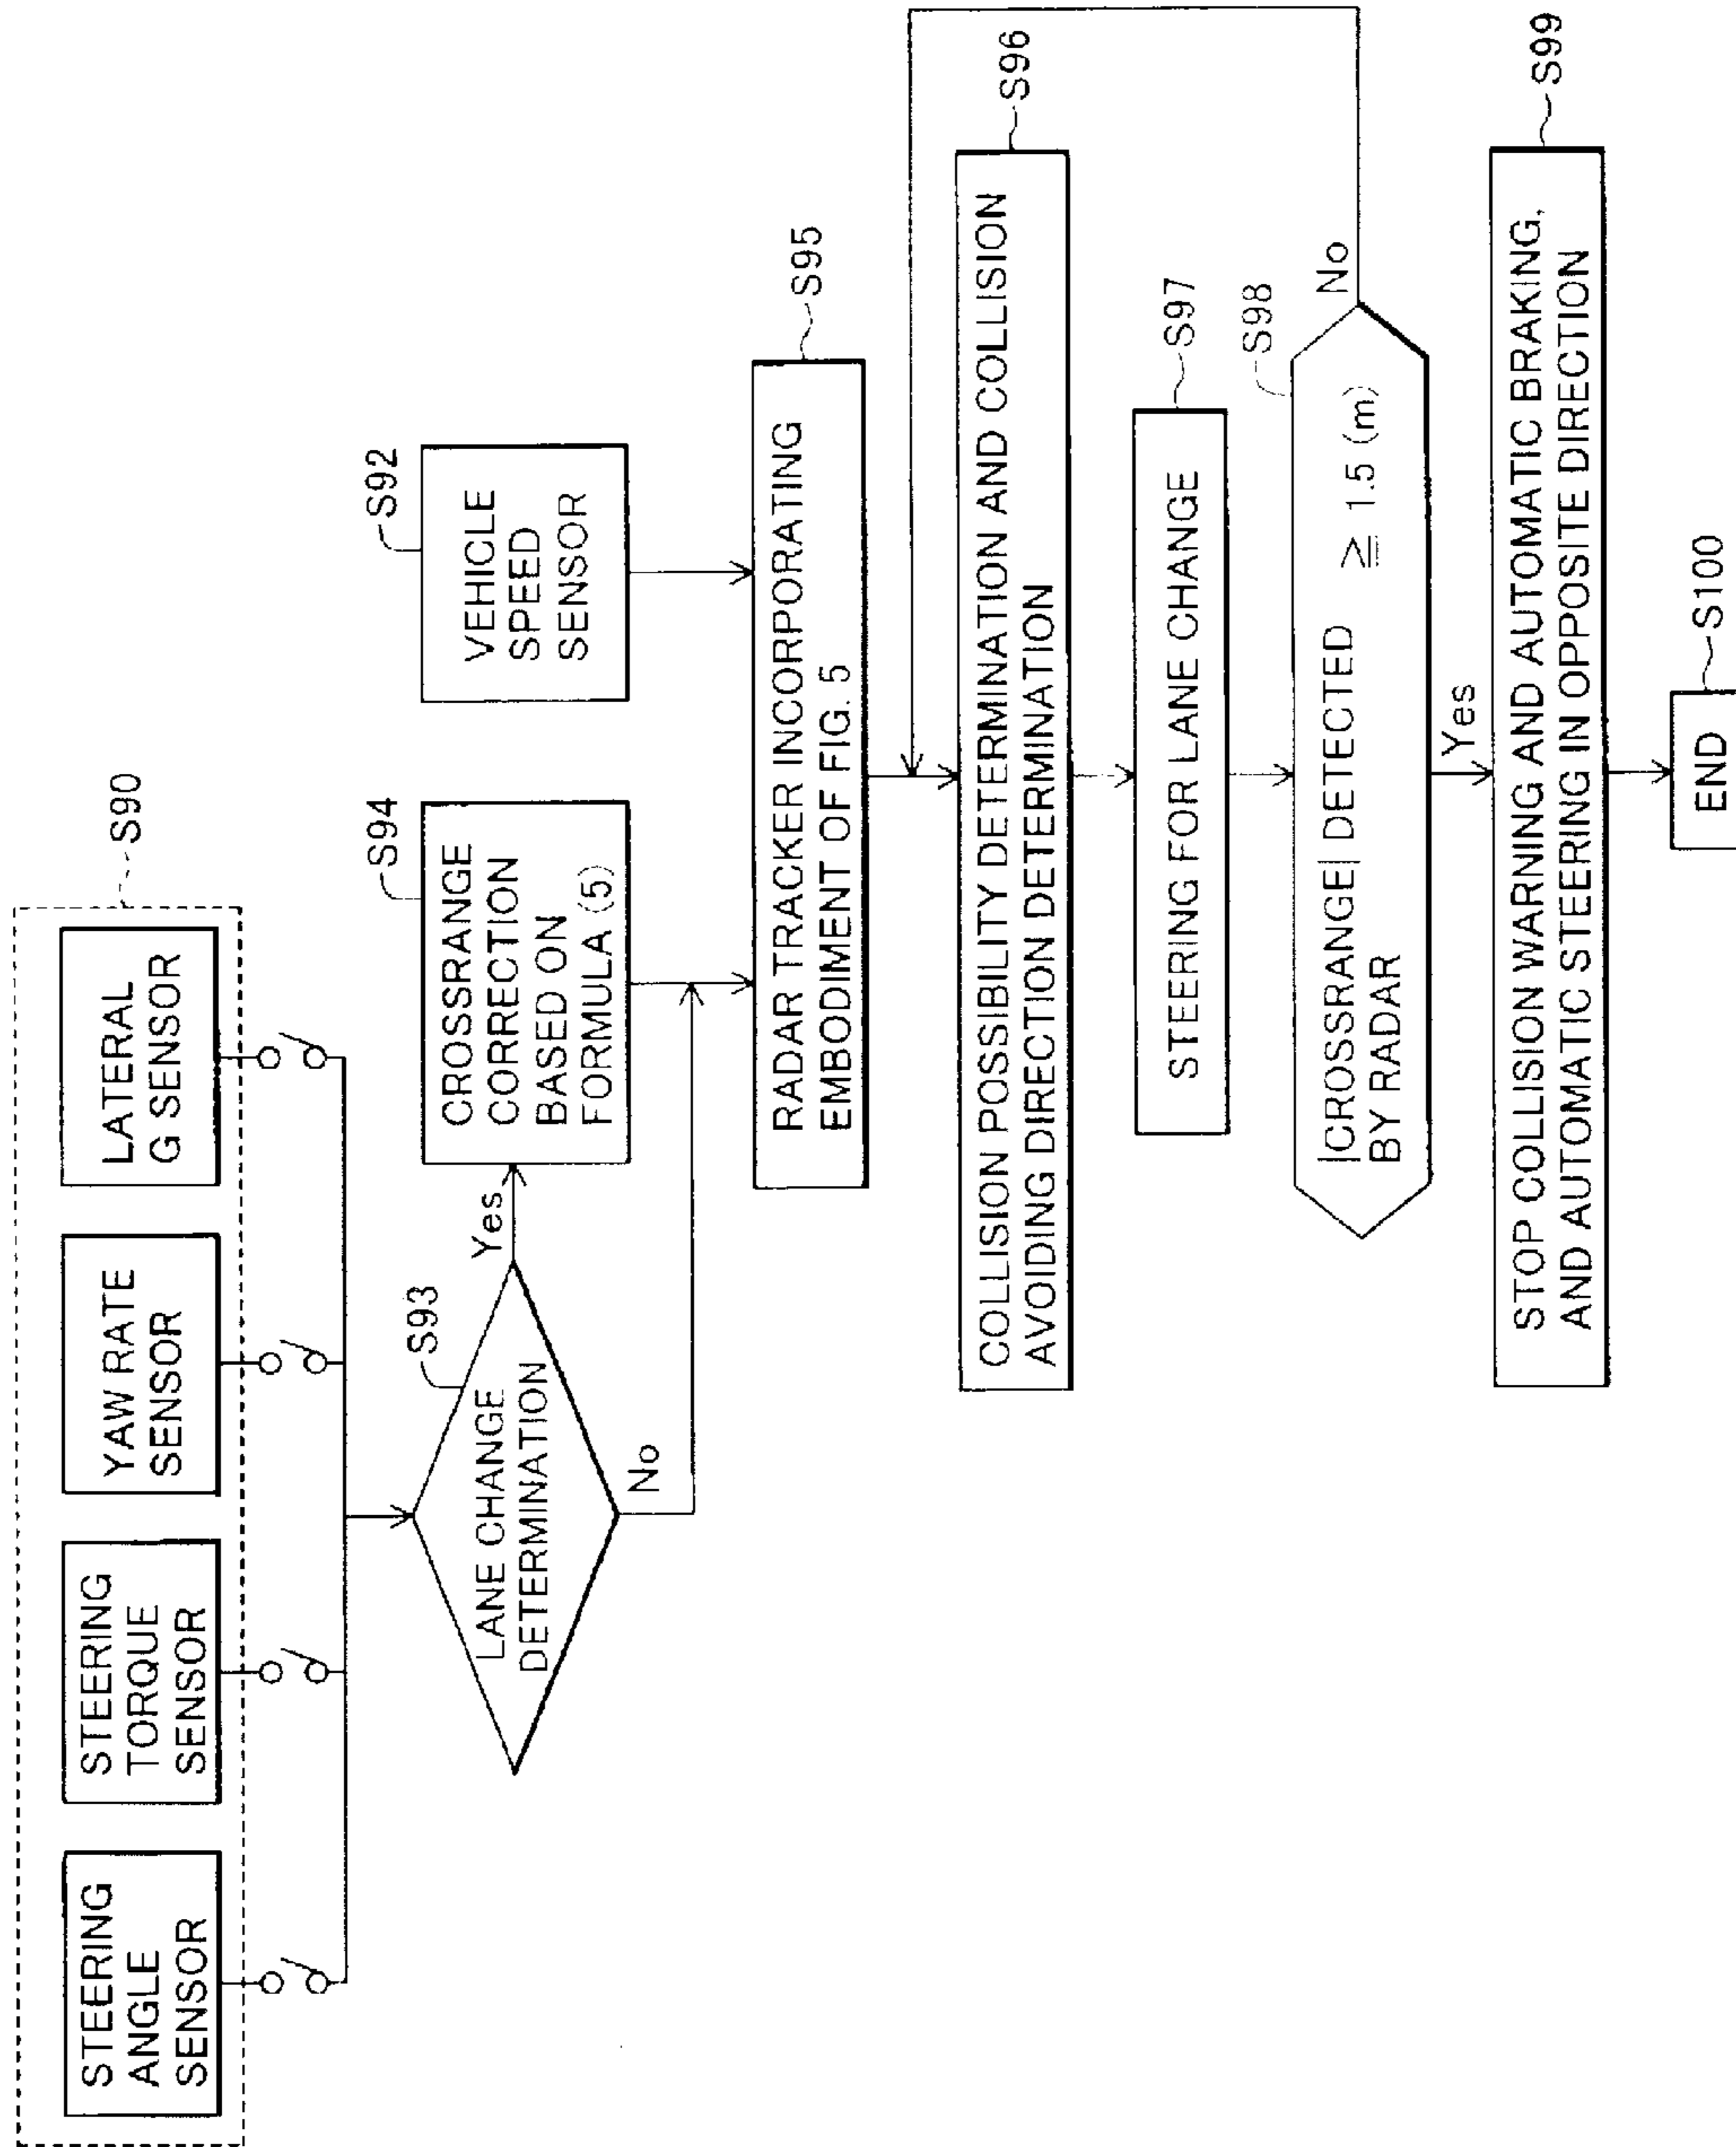 S90
STEERING
ANGLE
SENSOR
STEERING
TORQUE
SENSOR
YAW RATE
SENSOR
LATERAL
G SENSOR
S93
LANE CHANGE
DETERMINATION
Yes
No
S94
CROSSRANGE
CORRECTION
BASED ON
FORMULA (5)
S92
VEHICLE
SPEED
SENSOR
RADAR TRACKER INCORPORATING
EMBODIMENT OF FIG. 5
S95
COLLISION POSSIBILITY DETERMINATION AND COLLISION
AVOIDING DIRECTION DETERMINATION
S96
STEERING FOR LANE CHANGE
S97
S98
|CROSSRANGE| DETECTED ≧ 1.5 (m)
BY RADAR
No
Yes
STOP COLLISION WARNING AND AUTOMATIC BRAKING,
AND AUTOMATIC STEERING IN OPPOSITE DIRECTION
S99
END
S100